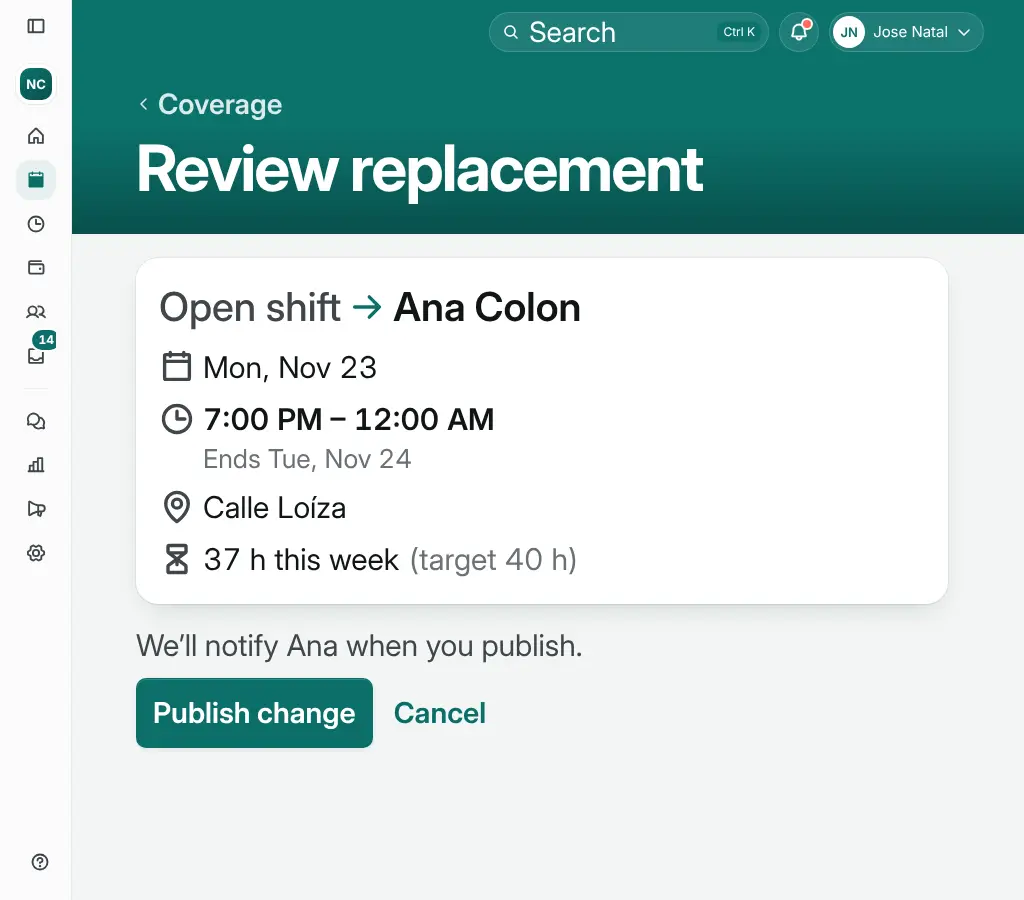 Search
Ctrl K
JN
Jose Natal
NC
Coverage
Review replacement
14
Open shift → Ana Colon
Mon, Nov 23
7:00 PM – 12:00 AM
Ends Tue, Nov 24
Calle Loíza
37 h this week (target 40 h)
We’ll notify Ana when you publish.
Publish change
Cancel